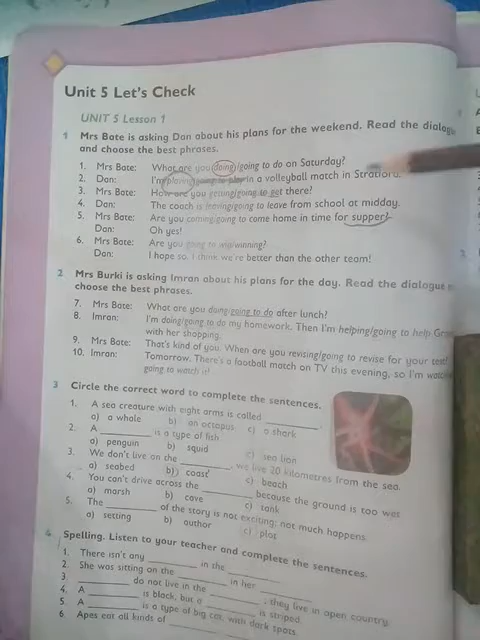 Unit 5 Let's Check
UNIT 5 Lesson 1
1 Mrs Bate is asking Dan about his plans for the weekend. Read the dialogue
and choose the best phrases.
1. Mrs Bate: What are you doing/going to do on Saturday?
2. Dan: I'm playing/going to play in a volleyball match in Stratford.
3. Mrs Bate: How are you getting/going to get there?
4. Dan: The coach is leaving/going to leave from school at midday.
5. Mrs Bate: Are you coming/going to come home in time for supper?
Dan: Oh yes!
6. Mrs Bate: Are you going to win/winning?
Dan: I hope so. I think we're better than the other team!
2 Mrs Burki is asking Imran about his plans for the day. Read the dialogue
choose the best phrases.
7. Mrs Bate: What are you doing/going to do after lunch?
8. Imran: I'm doing/going to do my homework. Then I'm helping/going to help
with her shopping.
9. Mrs Bate: That's kind of you. When are you revising/going to revise for your test?
10. Imran: Tomorrow. There's a football match on TV this evening, so I'm
going to watch it!
3 Circle the correct word to complete the sentences.
1. A sea creature with eight arms is called ________.
a) a whale b) an octopus c) a shark
2. A ________ is a type of fish
a) penguin b) squid c) sea lion
3. We don't live on the ________, we live 20 kilometres from the sea.
a) seabed b) coast c) beach
4. You can't drive across the ________ because the ground is too wet
a) marsh b) cave c) tank
5. The ________ of the story is not exciting; not much happens.
a) setting b) author c) plot
4 Spelling. Listen to your teacher and complete the sentences.
1. There isn't any ________ in the ________
2. She was sitting on the ________ in her ________
3. ________ do not live in the ________, they live in open country.
4. A ________ is black, but a ________ is striped.
5. A ________ is a type of big cat, with dark spots.
6. Apes eat all kinds of ________